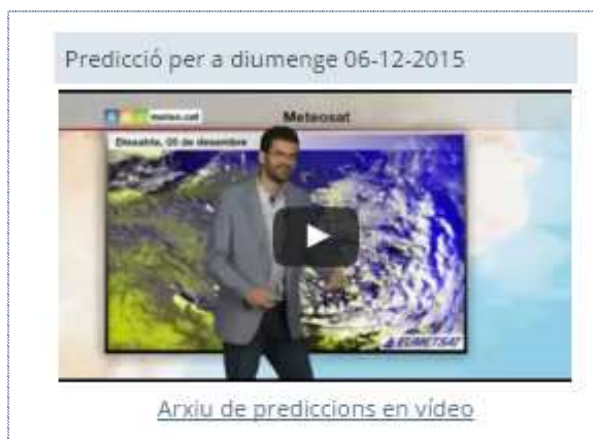 Predicció per a diumenge 06-12-2015
meteo.cat
Meteosat
Dissabte, 05 de desembre
EUMETSAT
Arxiu de prediccions en vídeo